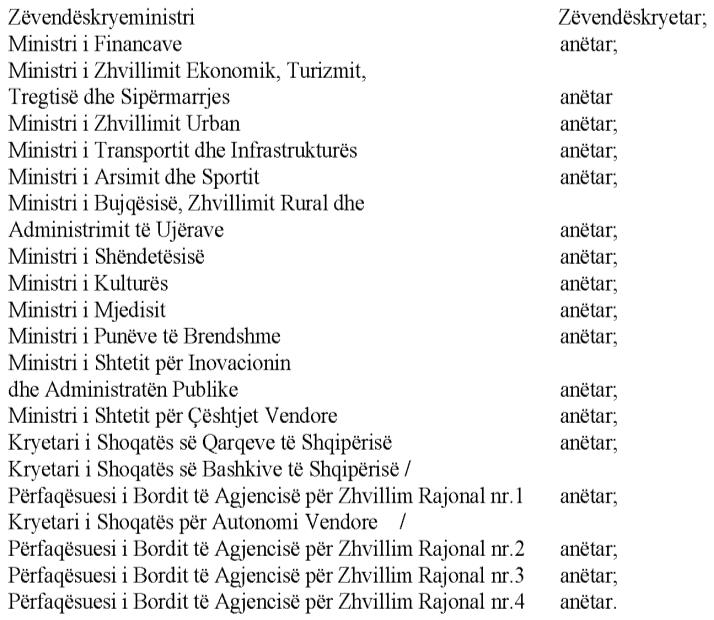 Zëvendëskryeministri Zëvendëskryetar;
Ministri i Financave anëtar;
Ministri i Zhvillimit Ekonomik, Turizmit,
Tregtisë dhe Sipërmarrjes anëtar
Ministri i Zhvillimit Urban anëtar;
Ministri i Transportit dhe Infrastrukturës anëtar;
Ministri i Arsimit dhe Sportit anëtar;
Ministri i Bujqësisë, Zhvillimit Rural dhe
Administrimit të Ujërave anëtar;
Ministri i Shëndetësisë anëtar;
Ministri i Kulturës anëtar;
Ministri i Mjedisit anëtar;
Ministri i Punëve të Brendshme anëtar;
Ministri i Shtetit për Inovacionin
dhe Administratën Publike anëtar;
Ministri i Shtetit për Çështjet Vendore anëtar;
Kryetari i Shoqatës së Qarqeve të Shqipërisë anëtar;
Kryetari i Shoqatës së Bashkive të Shqipërisë /
Përfaqësuesi i Bordit të Agjencisë për Zhvillim Rajonal nr.1 anëtar;
Kryetari i Shoqatës për Autonomi Vendore /
Përfaqësuesi i Bordit të Agjencisë për Zhvillim Rajonal nr.2 anëtar;
Përfaqësuesi i Bordit të Agjencisë për Zhvillim Rajonal nr.3 anëtar;
Përfaqësuesi i Bordit të Agjencisë për Zhvillim Rajonal nr.4 anëtar.